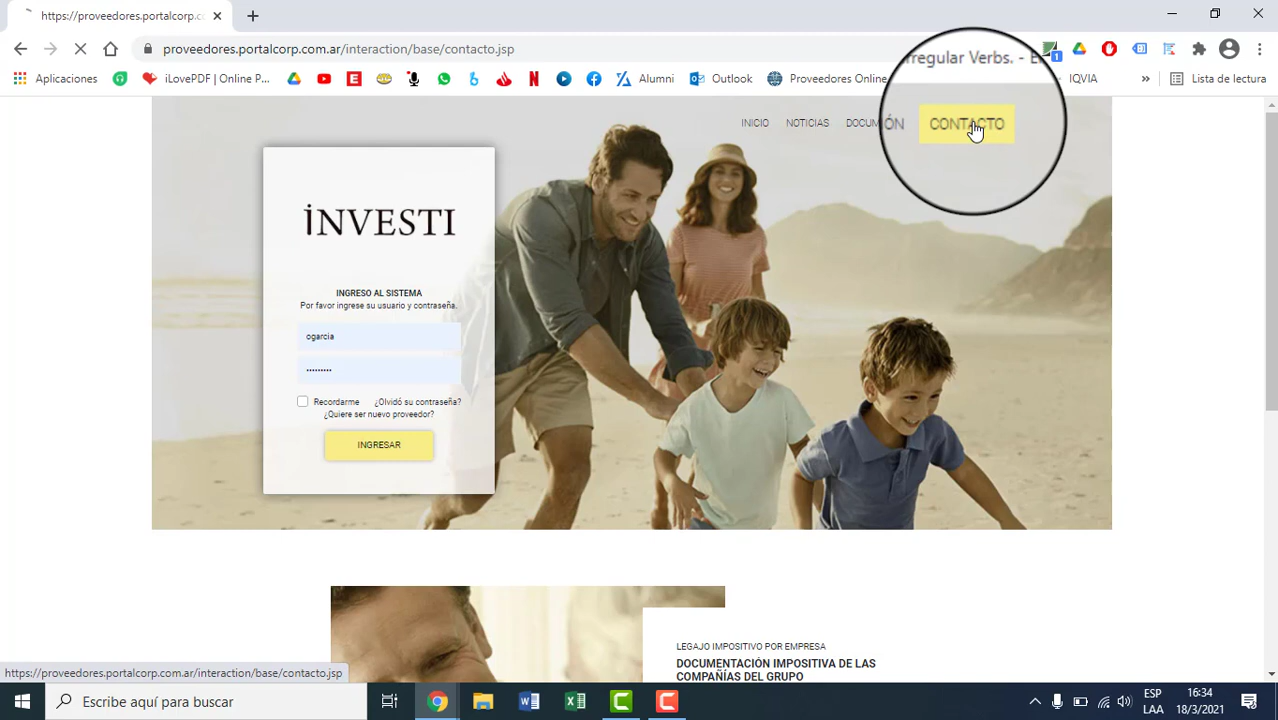 https://proveedores.portalcorp.com.ar/
proveedores.portalcorp.com.ar/interaction/base/contacto.jsp
rregular Verbs. - E
1
Aplicaciones
iLovePDF | Online P...
Alumni
Outlook
Proveedores Online
IQVIA
»
Lista de lectura
INICIO
NOTICIAS
DOCUM
ÓN
CONTACTO
INVESTI
INGRESO AL SISTEMA
Por favor ingrese su usuario y contraseña.
ogarcia
•••••••••
Recordarme
¿Olvidó su contraseña?
¿Quiere ser nuevo proveedor?
INGRESAR
LEGAJO IMPOSITIVO POR EMPRESA
DOCUMENTACIÓN IMPOSITIVA DE LAS
COMPAÑÍAS DEL GRUPO
https://proveedores.portalcorp.com.ar/interaction/base/contacto.jsp
Escribe aquí para buscar
ESP
LAA
16:34
18/3/2021